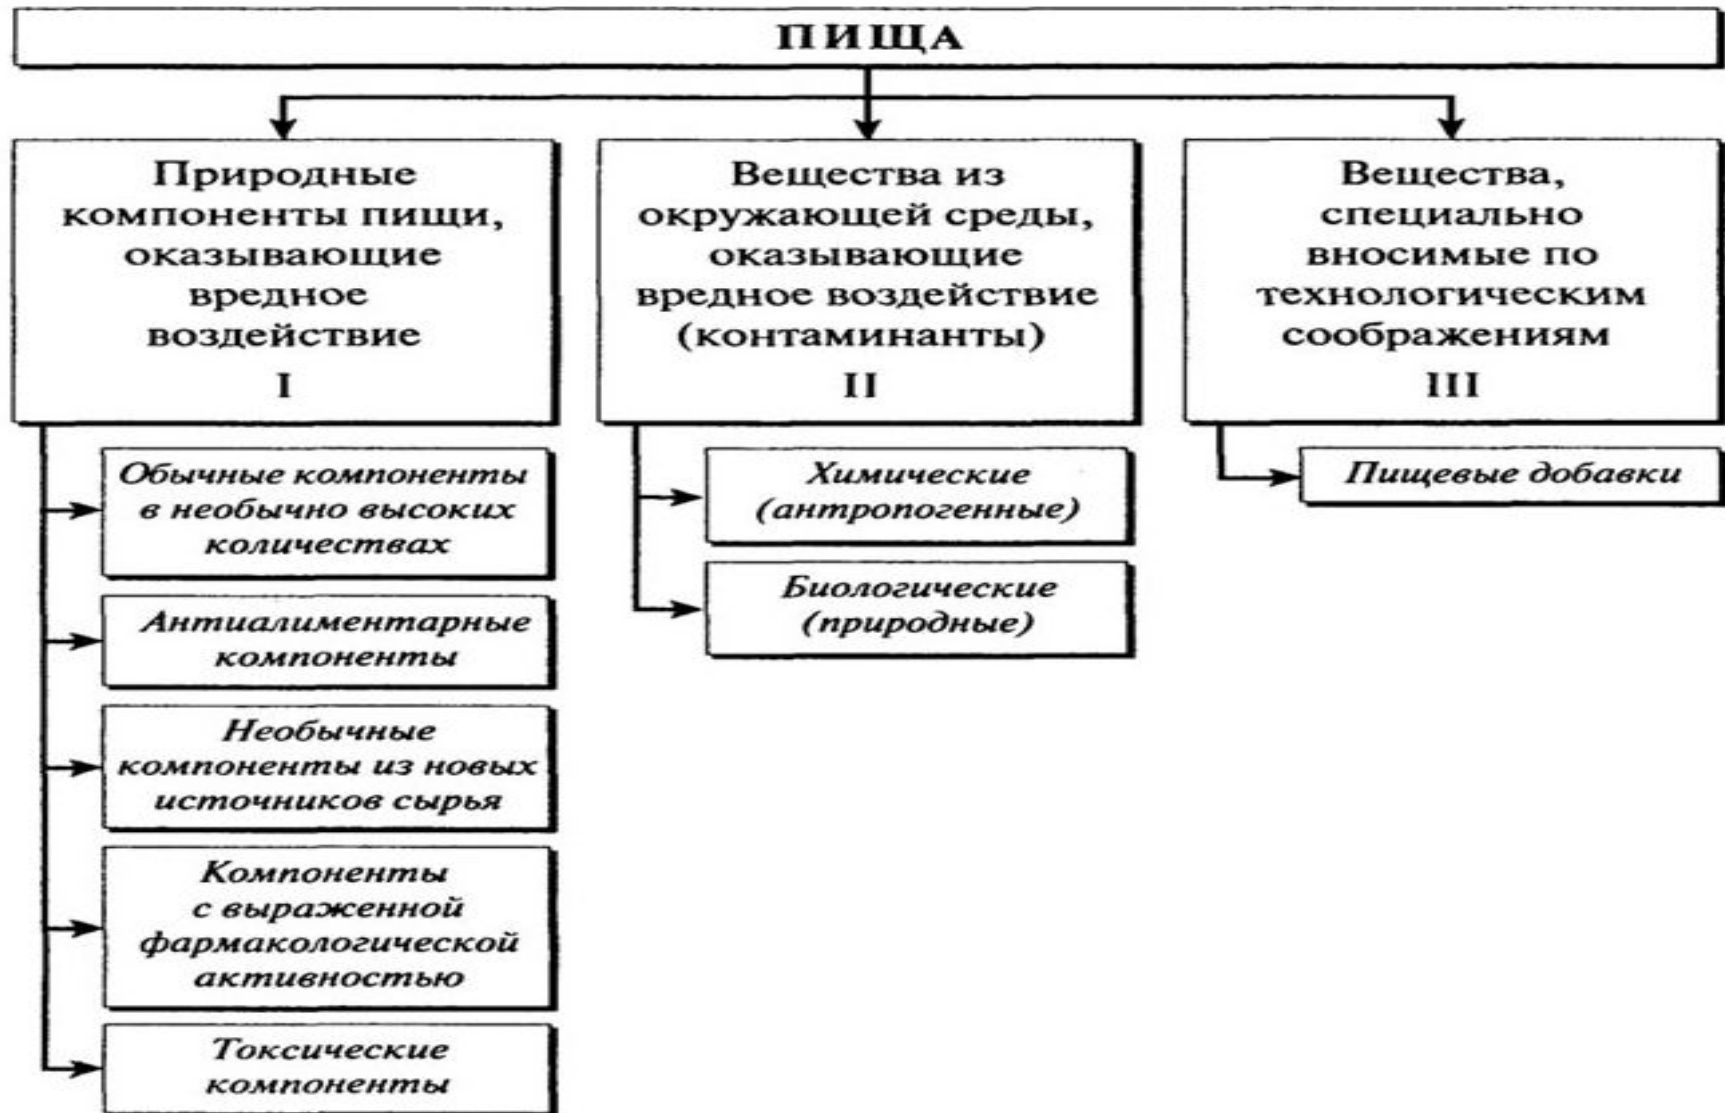 ПИЩА
Природные
компоненты пищи,
оказывающие
вредное
воздействие
I
Обычные компоненты
в необычно высоких
количествах
Антиалиментарные
компоненты
Необычные
компоненты из новых
источников сырья
Компоненты
с выраженной
фармакологической
активностью
Токсические
компоненты
Вещества из
окружающей среды,
оказывающие
вредное воздействие
(контаминанты)
II
Химические
(антропогенные)
Биологические
(природные)
Вещества,
специально
вносимые по
технологическим
соображениям
III
Пищевые добавки